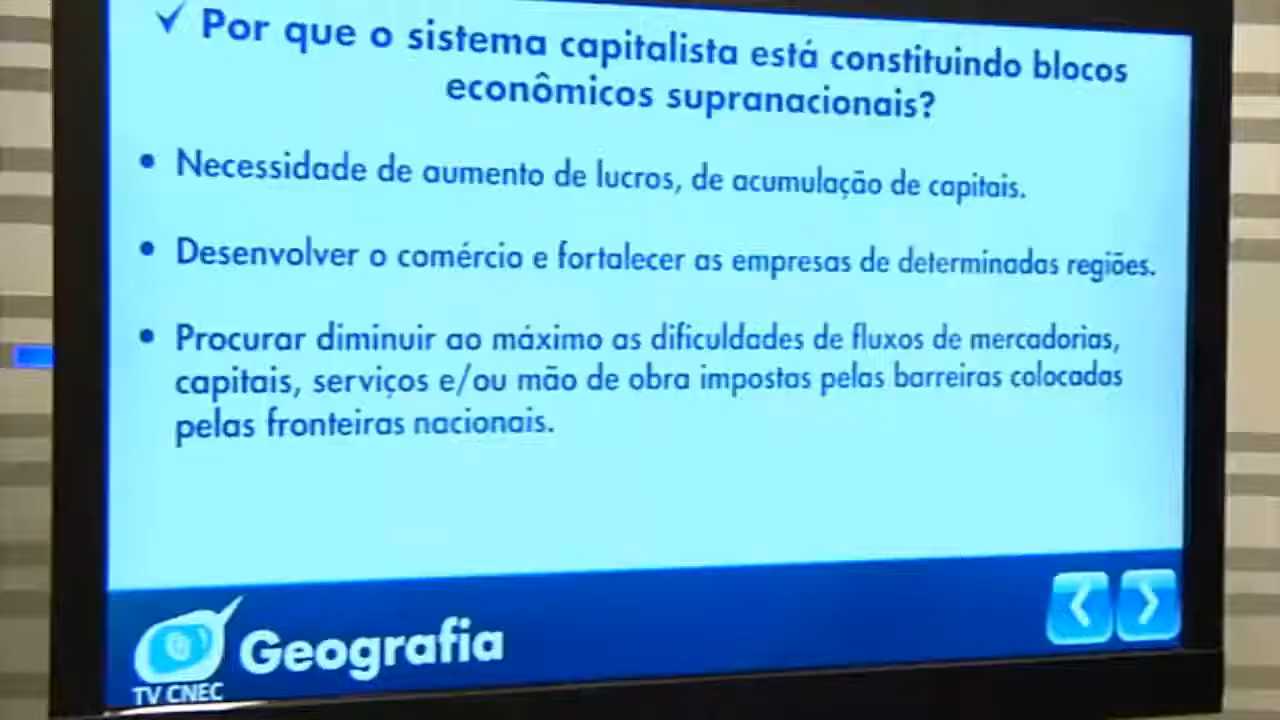 ✓ Por que o sistema capitalista está constituindo blocos
econômicos supranacionais?
• Necessidade de aumento de lucros, de acumulação de capitais.
• Desenvolver o comércio e fortalecer as empresas de determinadas regiões.
• Procurar diminuir ao máximo as dificuldades de fluxos de mercadorias,
capitais, serviços e/ou mão de obra impostas pelas barreiras colocadas
pelas fronteiras nacionais.
Geografia
TV CNEC